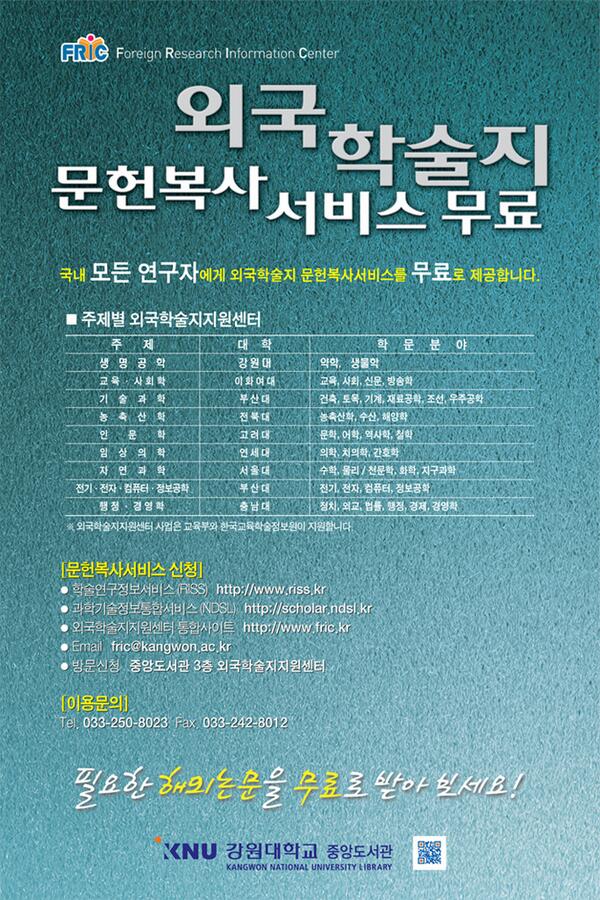 FRIC Foreign Research Information Center
외국
학술지
문헌복사
서비스 무료
국내 모든 연구자에게 외국학술지 문헌복사서비스를 무료로 제공합니다.
■ 주제별 외국학술지지원센터
주 제 대 학 학 문 분 야
생 명 공 학 강원대 약학, 생물학
교육 · 사회학 이화여대 교육, 사회, 신문, 방송학
기 술 과 학 부산대 건축, 토목, 기계, 재료공학, 조선, 우주공학
농 축 산 학 전북대 농축산학, 수산, 해양학
인 문 학 고려대 문학, 어학, 역사학, 철학
임 상 의 학 연세대 의학, 치의학, 간호학
자 연 과 학 서울대 수학, 물리 / 천문학, 화학, 지구과학
전기 · 전자 · 컴퓨터 · 정보공학 부산대 전기, 전자, 컴퓨터, 정보공학
행정 · 경영학 충남대 정치, 외교, 법률, 행정, 경제, 경영학
※ 외국학술지지원센터 사업은 교육부와 한국교육학술정보원이 지원합니다.
[문헌복사서비스 신청]
● 학술연구정보서비스 (RISS) http://www.riss.kr
● 과학기술정보통합서비스 (NDSL) http://scholar.ndsl.kr
● 외국학술지지원센터 통합사이트 http://www.fric.kr
● Email fric@kangwon.ac.kr
● 방문신청 중앙도서관 3층 외국학술지지원센터
[이용문의]
Tel. 033-250-8023 Fax. 033-242-8012
필요한 해외논문을 무료로 받아 보세요!
KNU 강원대학교 중앙도서관
KANGWON NATIONAL UNIVERSITY LIBRARY